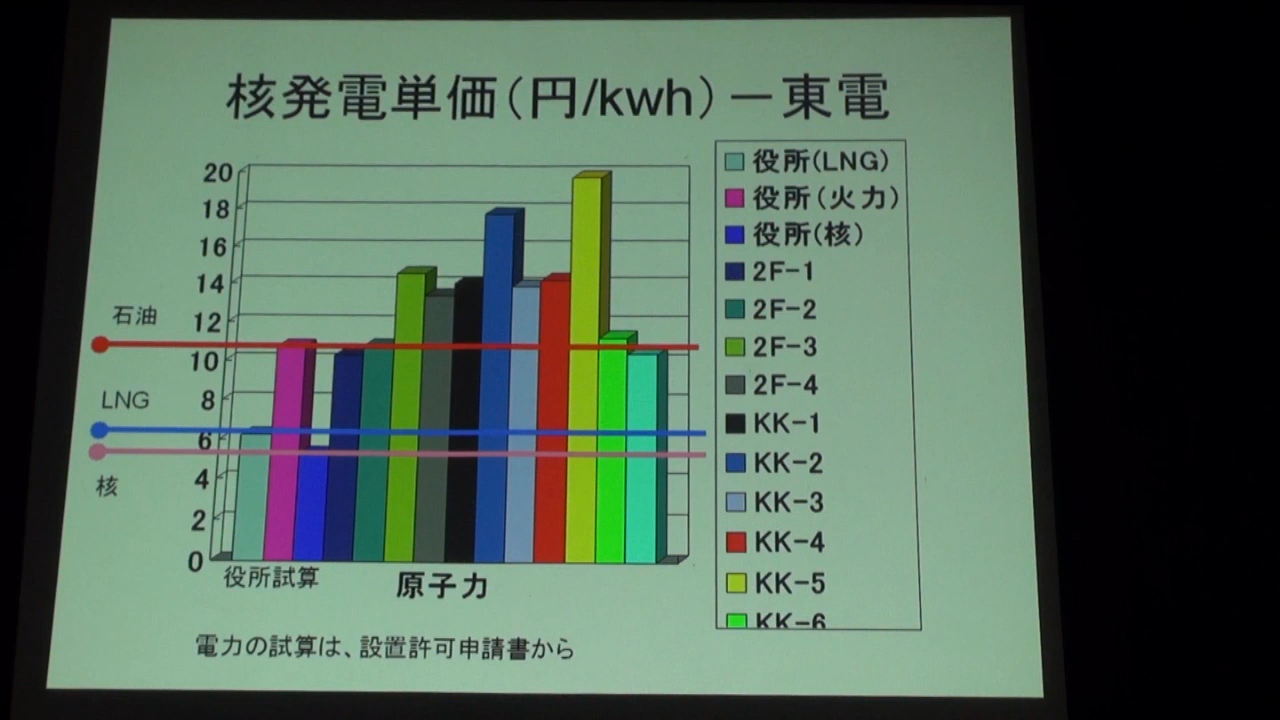 核発電単価(円/kwh)－東電
20
18
16
14
12
10
8
6
4
2
0
石油
LNG
核
役所試算
原子力
役所(LNG)
役所(火力)
役所(核)
2F-1
2F-2
2F-3
2F-4
KK-1
KK-2
KK-3
KK-4
KK-5
KK-6
電力の試算は、設置許可申請書から